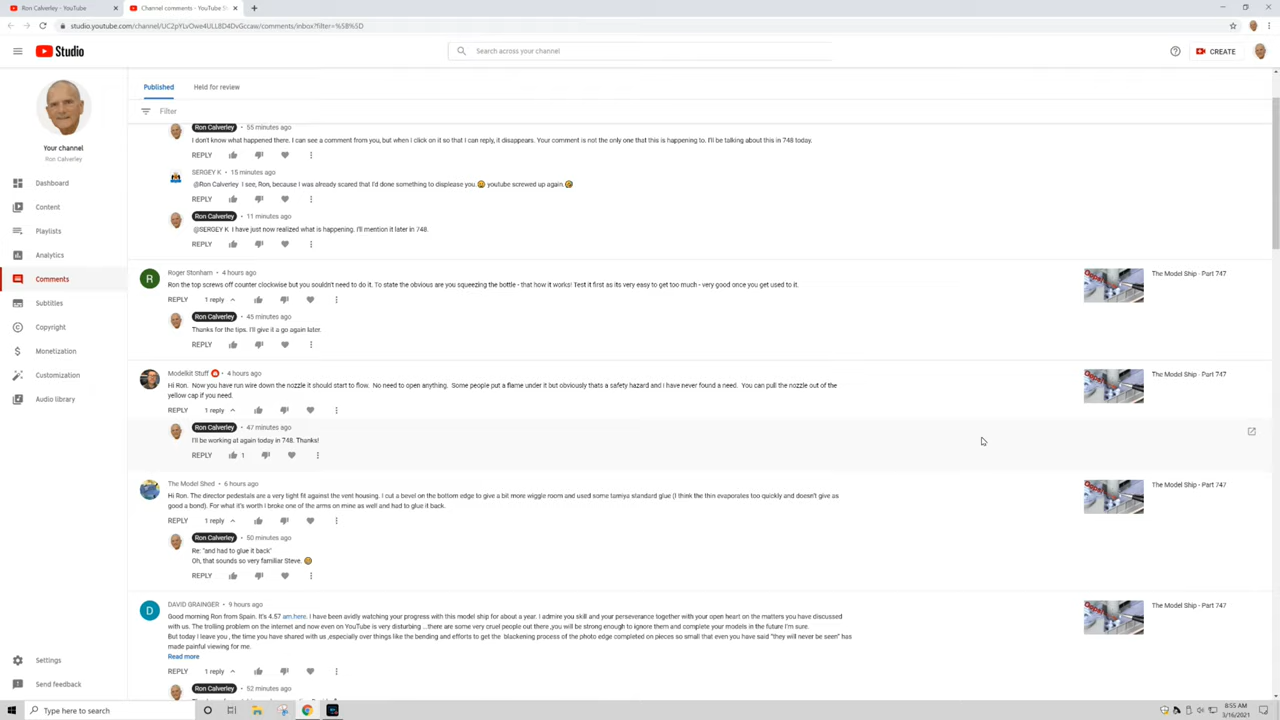 Ron Calverley - YouTube
Channel comments - YouTube S
studio.youtube.com/channel/UC2pYLvOwe4ULL8D4DvGccaw/comments/inbox?filter=%5B%5D
Studio
Search across your channel
CREATE
Your channel
Ron Calverley
Dashboard
Content
Playlists
Analytics
Comments
Subtitles
Copyright
Monetization
Customization
Audio library
Settings
Send feedback
Published
Held for review
Filter
Ron Calverley • 55 minutes ago
I don't know what happened there. I can see a comment from you, but when I click on it so that I can reply, it disappears. Your comment is not the only one that this is happening to. I'll be talking about this in 748 today.
REPLY
SERGEY K • 15 minutes ago
@Ron Calverley I see, Ron, because I was already scared that I'd done something to displease you. youtube screwed up again.
REPLY
Ron Calverley • 11 minutes ago
@SERGEY K I have just now realized what is happening. I'll mention it later in 748.
REPLY
R
Roger Stonham • 4 hours ago
Ron the top screws off counter clockwise but you souldn't need to do it. To state the obvious are you squeezing the bottle - that how it works! Test it first as its very easy to get too much - very good once you get used to it.
REPLY 1 reply
The Model Ship - Part 747
Ron Calverley • 45 minutes ago
Thanks for the tips. I'll give it a go again later.
REPLY
Modelkit Stuff • 4 hours ago
Hi Ron. Now you have run wire down the nozzle it should start to flow. No need to open anything. Some people put a flame under it but obviously thats a safety hazard and i have never found a need. You can pull the nozzle out of the
yellow cap if you need.
REPLY 1 reply
The Model Ship - Part 747
Ron Calverley • 47 minutes ago
I'll be working at again today in 748. Thanks!
REPLY 1
The Model Shed • 6 hours ago
Hi Ron. The director pedestals are a very tight fit against the vent housing. I cut a bevel on the bottom edge to give a bit more wiggle room and used some tamiya standard glue (I think the thin evaporates too quickly and doesn't give as
good a bond). For what it's worth I broke one of the arms on mine as well and had to glue it back.
REPLY 1 reply
The Model Ship - Part 747
Ron Calverley • 50 minutes ago
Re: "and had to glue it back"
Oh, that sounds so very familiar Steve.
REPLY
D
DAVID GRAINGER • 9 hours ago
Good morning Ron from Spain. It's 4.57 am.here. I have been avidly watching your progress with this model ship for about a year. I admire you skill and your perseverance together with your open heart on the matters you have discussed
with us. The trolling problem on the internet and now even on YouTube is very disturbing ...there are some very cruel people out there ,you will be strong enough to ignore them and complete your models in the future I'm sure.
But today I leave you , the time you have shared with us ,especially over things like the bending and efforts to get the blackening process of the photo edge completed on pieces so small that even you have said "they will never be seen" has
made painful viewing for me.
Read more
REPLY 1 reply
The Model Ship - Part 747
Ron Calverley • 52 minutes ago
Type here to search
8:55 AM
3/16/2021